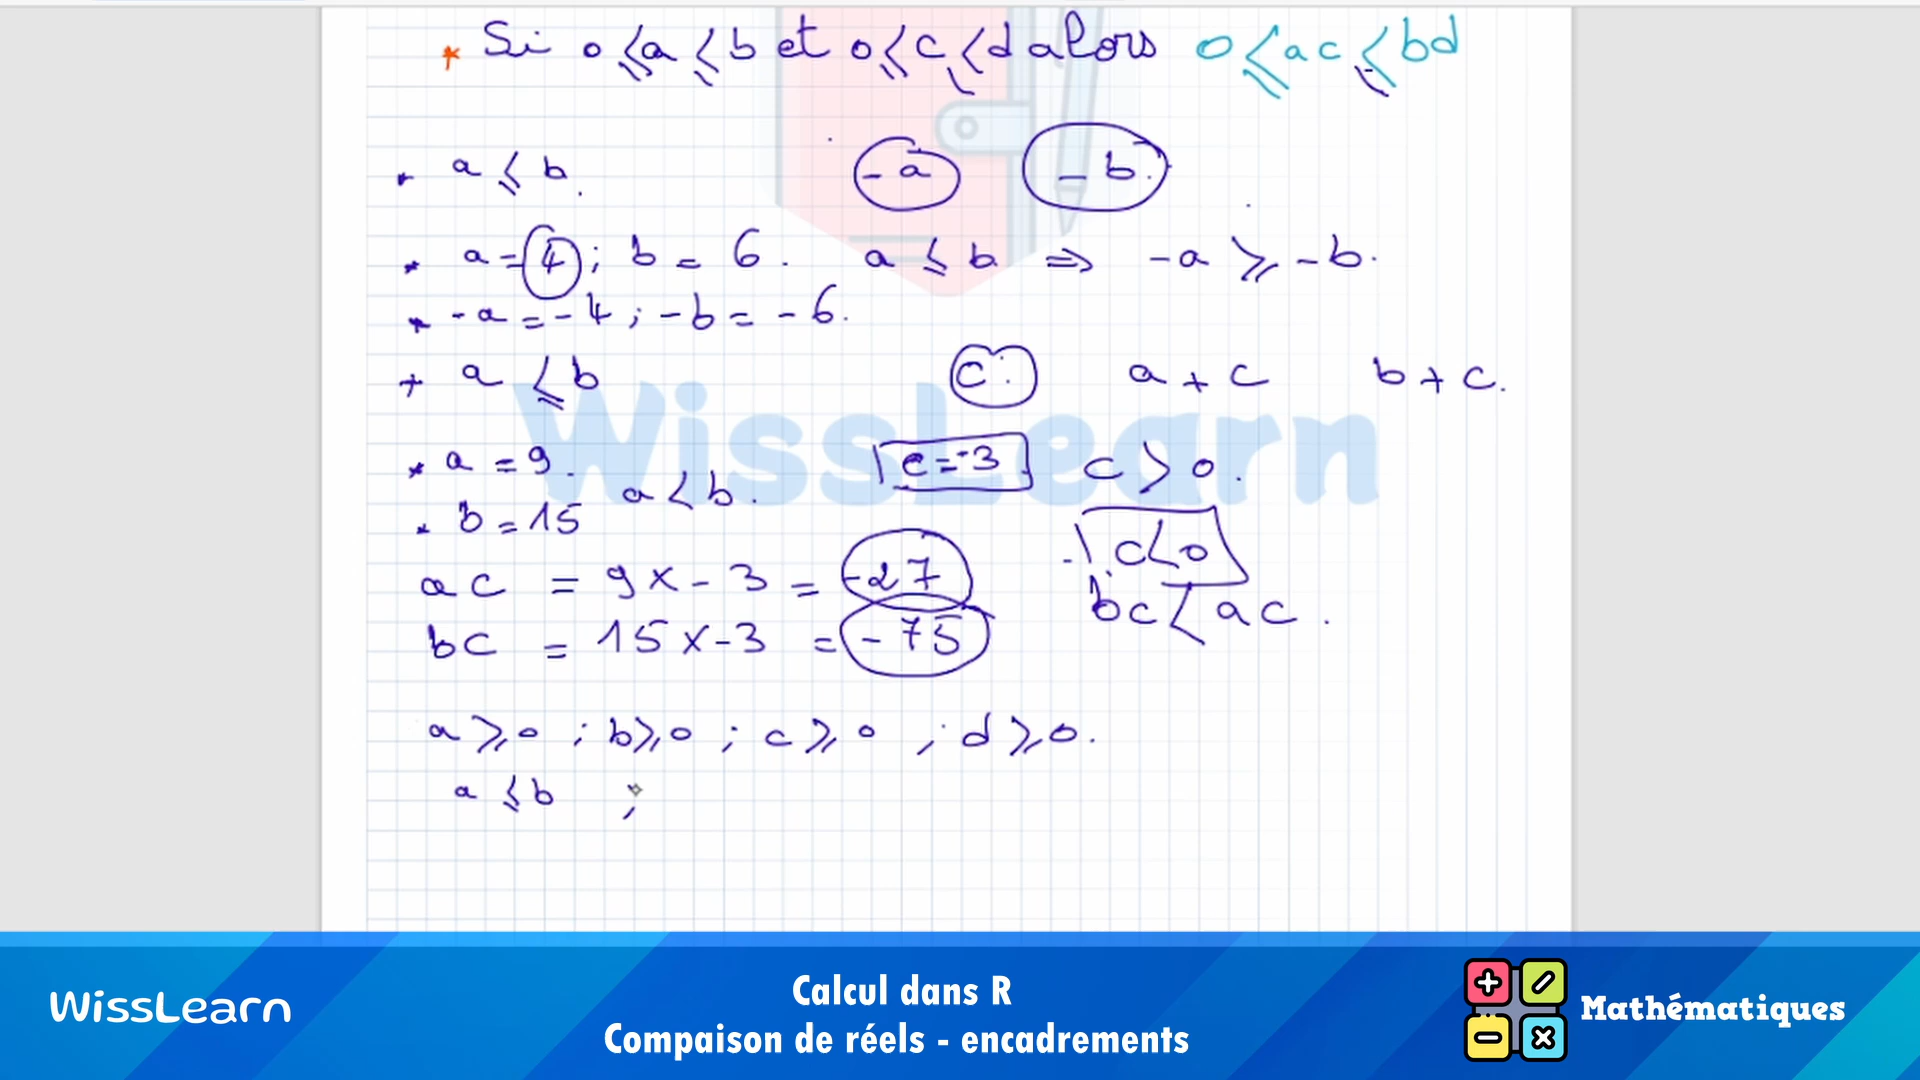 * Si 0 ⩽ a ⩽ b et 0 ⩽ c ⩽ d alors 0 ⩽ ac ⩽ bd
* a ⩽ b. -a -b.
* a = 4 ; b = 6. a ⩽ b ⇒ -a ⩾ -b.
* -a = -4 ; -b = -6.
+ a ⩽ b c : a + c b + c.
WissLearn
* a = 9. c = -3 c > 0.
a < b.
* b = 15
c < 0
ac = 9 x - 3 = -27
bc < ac.
bc = 15 x - 3 = -75
a ⩾ 0 ; b ⩾ 0 ; c ⩾ 0 ; d ⩾ 0.
a ⩽ b ;
WissLearn
Calcul dans R
Compaison de réels - encadrements
Mathématiques